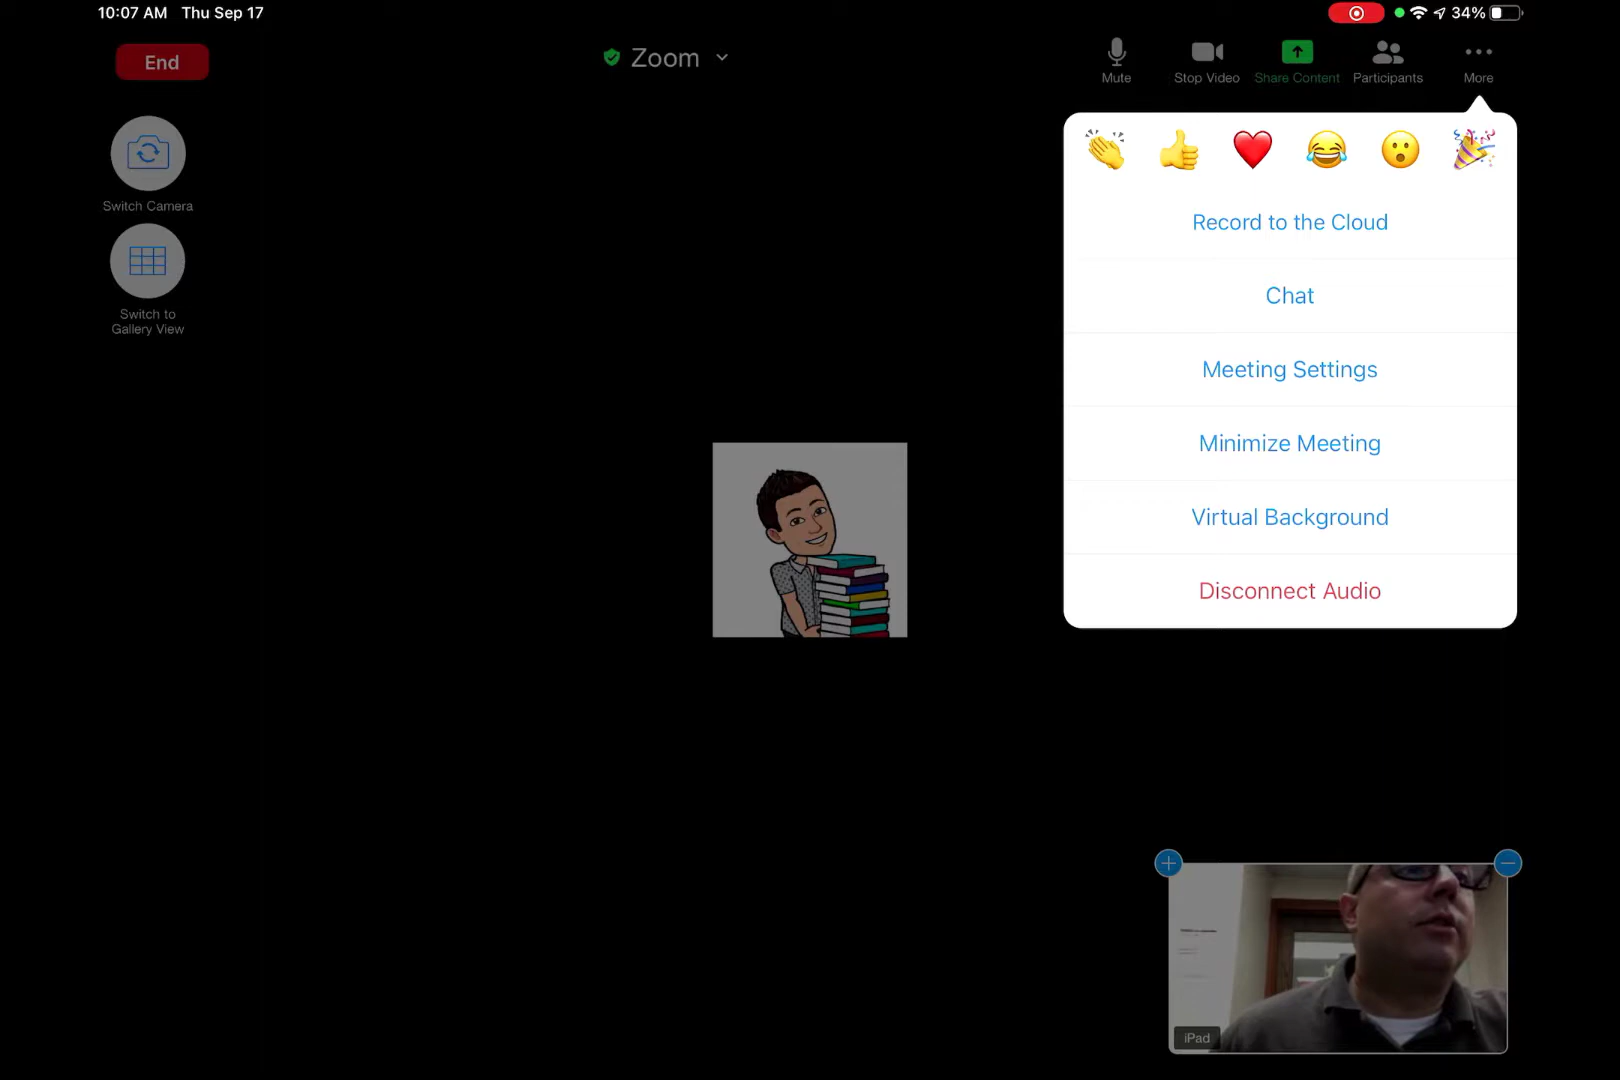 10:07 AM Thu Sep 17
34%
End
Zoom
Mute
Stop Video
Share Content
Participants
More
Switch Camera
Switch to
Gallery View
Record to the Cloud
Chat
Meeting Settings
Minimize Meeting
Virtual Background
Disconnect Audio
iPad